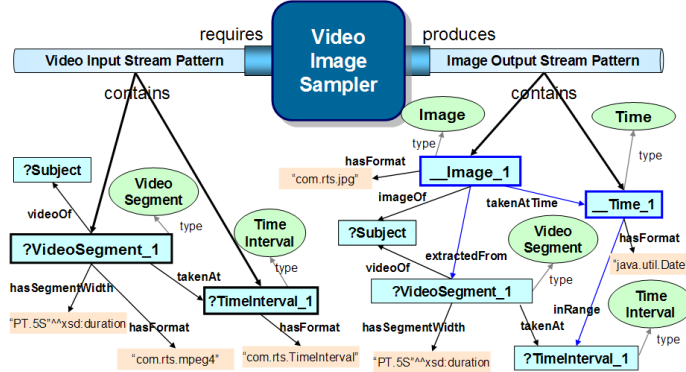 requires
Video
Image
Sampler
produces
Video Input Stream Pattern
Image Output Stream Pattern
contains
contains
Image
Time
type
type
hasFormat
"com.rts.jpg"
__Image_1
?Subject
Video
Segment
imageOf
takenAtTime
__Time_1
videoOf
type
Time
Interval
?Subject
extractedFrom
Video
Segment
hasFormat
?VideoSegment_1
type
videoOf
"java.util.Date
takenAt
?VideoSegment_1
type
Time
Interval
hasSegmentWidth
?TimeInterval_1
inRange
"PT.5S"^^xsd:duration
hasFormat
hasFormat
hasSegmentWidth
takenAt
type
"com.rts.mpeg4"
"com.rts.TimeInterval"
"PT.5S"^^xsd:duration
?TimeInterval_1